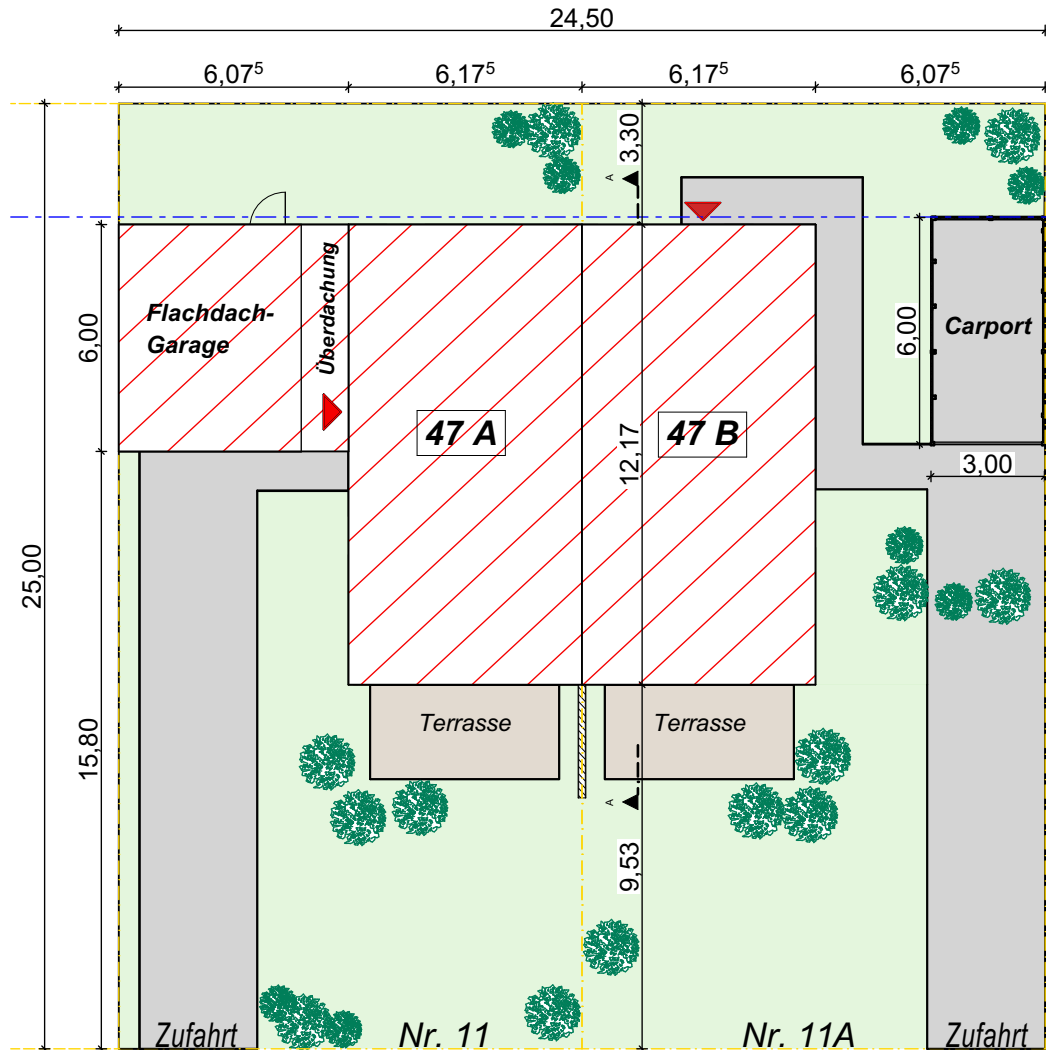 24,50
6,07⁵ 6,17⁵ 6,17⁵ 6,07⁵
3,30
A
Flachdach-
Garage
Überdachung
6,00
47 A
47 B
12,17
6,00
Carport
3,00
25,00
15,80
Terrasse
Terrasse
A
9,53
Zufahrt
Nr. 11
Nr. 11A
Zufahrt